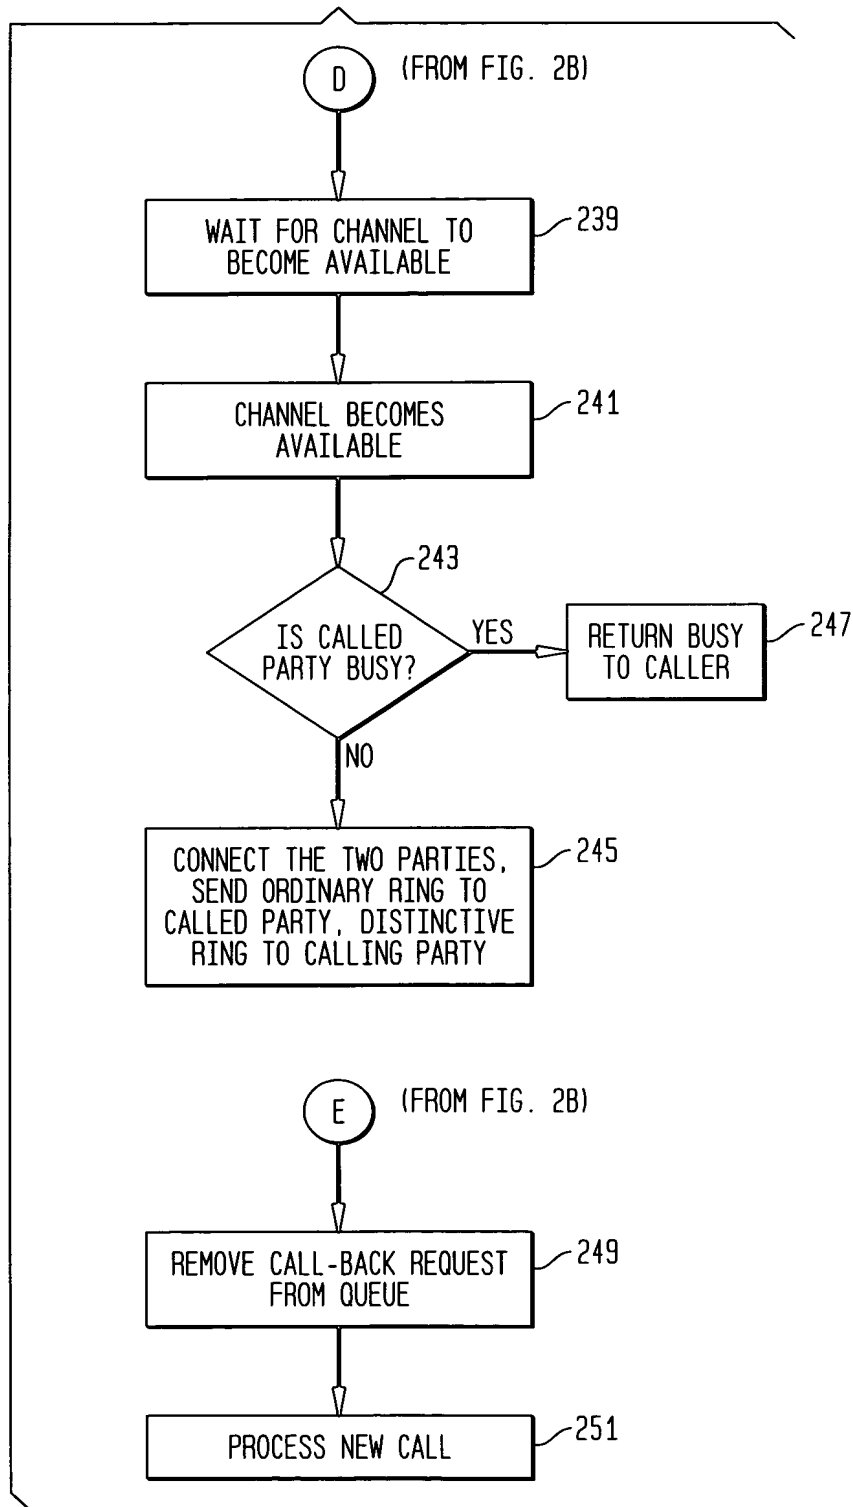 D (FROM FIG. 2B)
WAIT FOR CHANNEL TO
BECOME AVAILABLE
239
CHANNEL BECOMES
AVAILABLE
241
243
IS CALLED
PARTY BUSY?
YES
RETURN BUSY
TO CALLER
247
NO
CONNECT THE TWO PARTIES,
SEND ORDINARY RING TO
CALLED PARTY, DISTINCTIVE
RING TO CALLING PARTY
245
E (FROM FIG. 2B)
REMOVE CALL-BACK REQUEST
FROM QUEUE
249
PROCESS NEW CALL
251